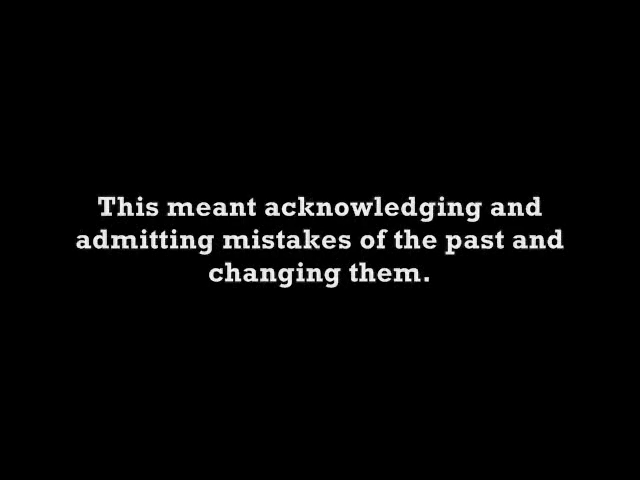 This meant acknowledging and
admitting mistakes of the past and
changing them.